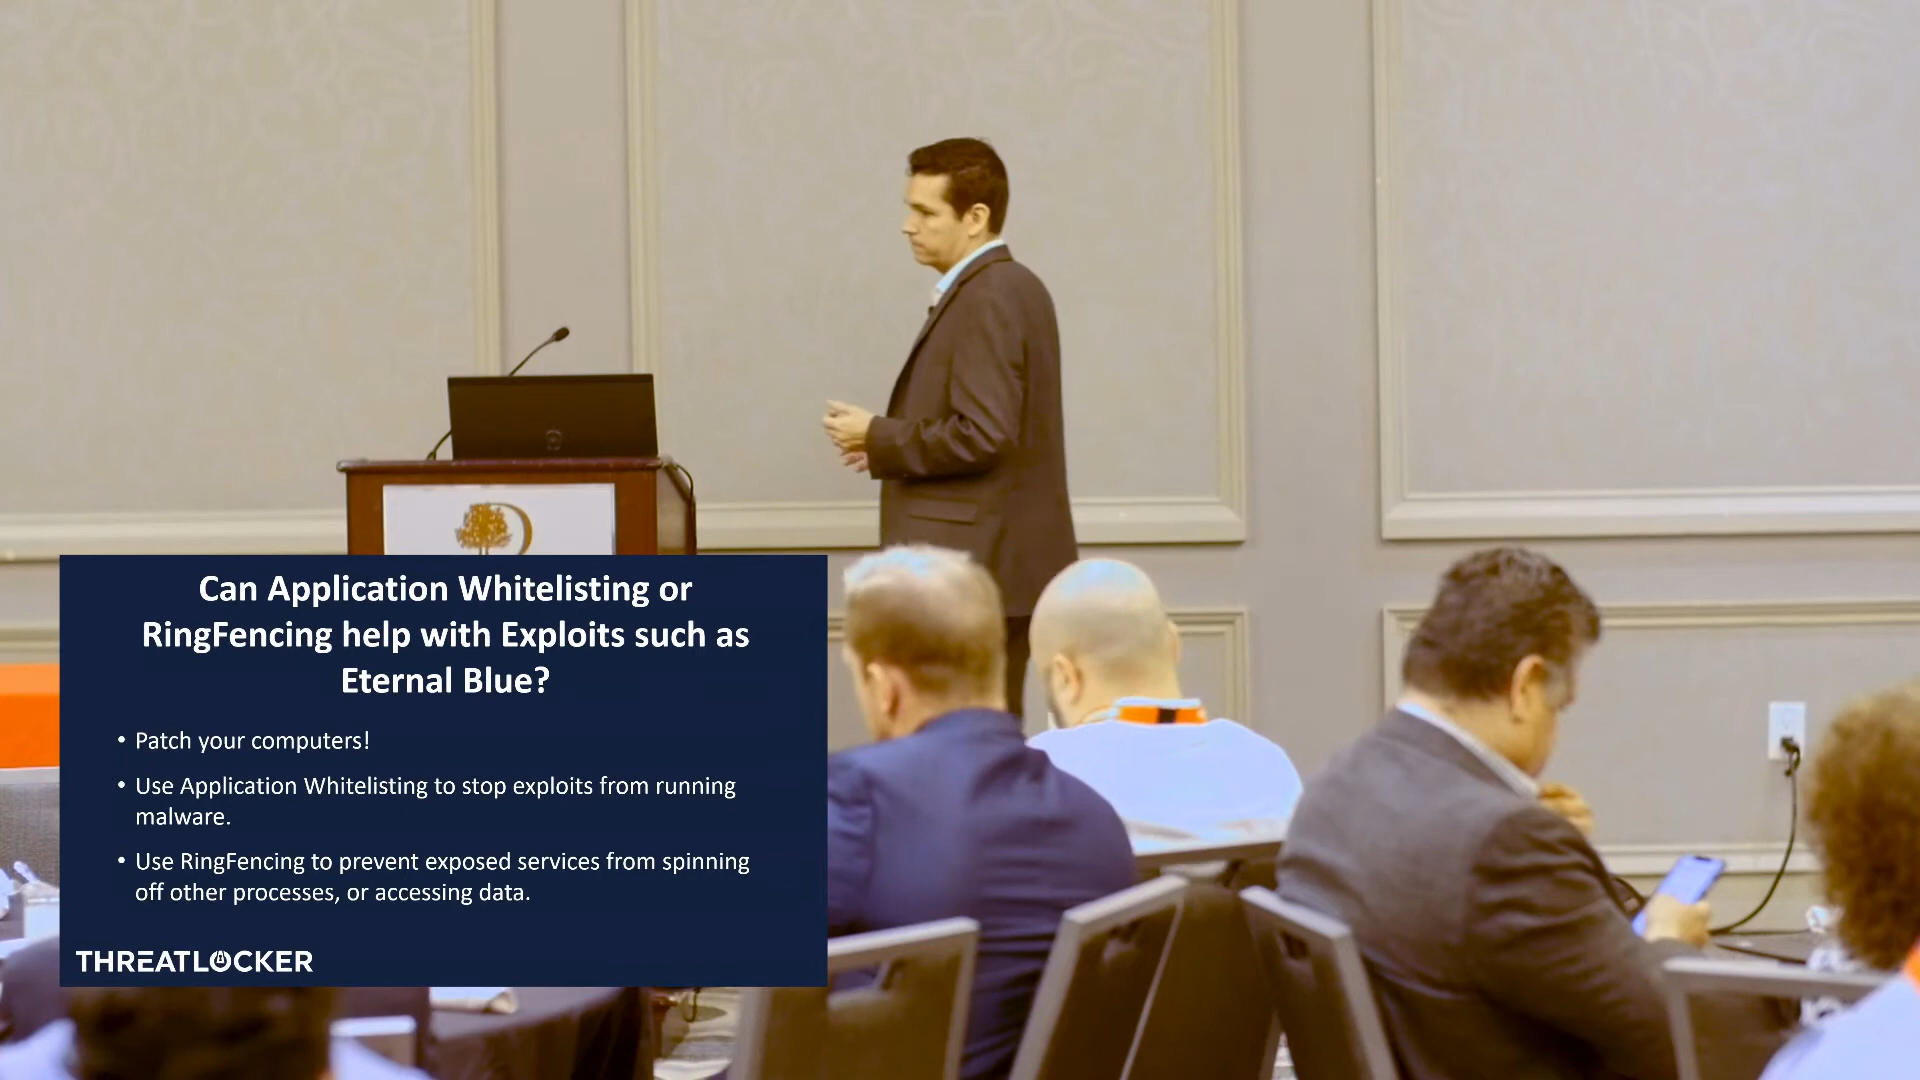 Can Application Whitelisting or
RingFencing help with Exploits such as
Eternal Blue?
• Patch your computers!
• Use Application Whitelisting to stop exploits from running
malware.
• Use RingFencing to prevent exposed services from spinning
off other processes, or accessing data.
THREATLOCKER